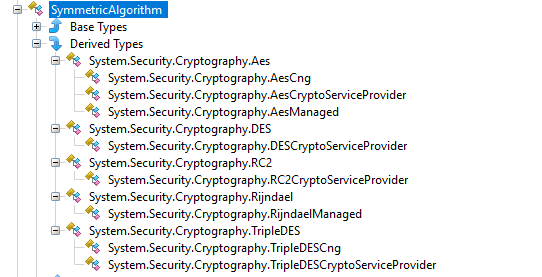 SymmetricAlgorithm
Base Types
Derived Types
System.Security.Cryptography.Aes
System.Security.Cryptography.AesCng
System.Security.Cryptography.AesCryptoServiceProvider
System.Security.Cryptography.AesManaged
System.Security.Cryptography.DES
System.Security.Cryptography.DESCryptoServiceProvider
System.Security.Cryptography.RC2
System.Security.Cryptography.RC2CryptoServiceProvider
System.Security.Cryptography.Rijndael
System.Security.Cryptography.RijndaelManaged
System.Security.Cryptography.TripleDES
System.Security.Cryptography.TripleDESCng
System.Security.Cryptography.TripleDESCryptoServiceProvider